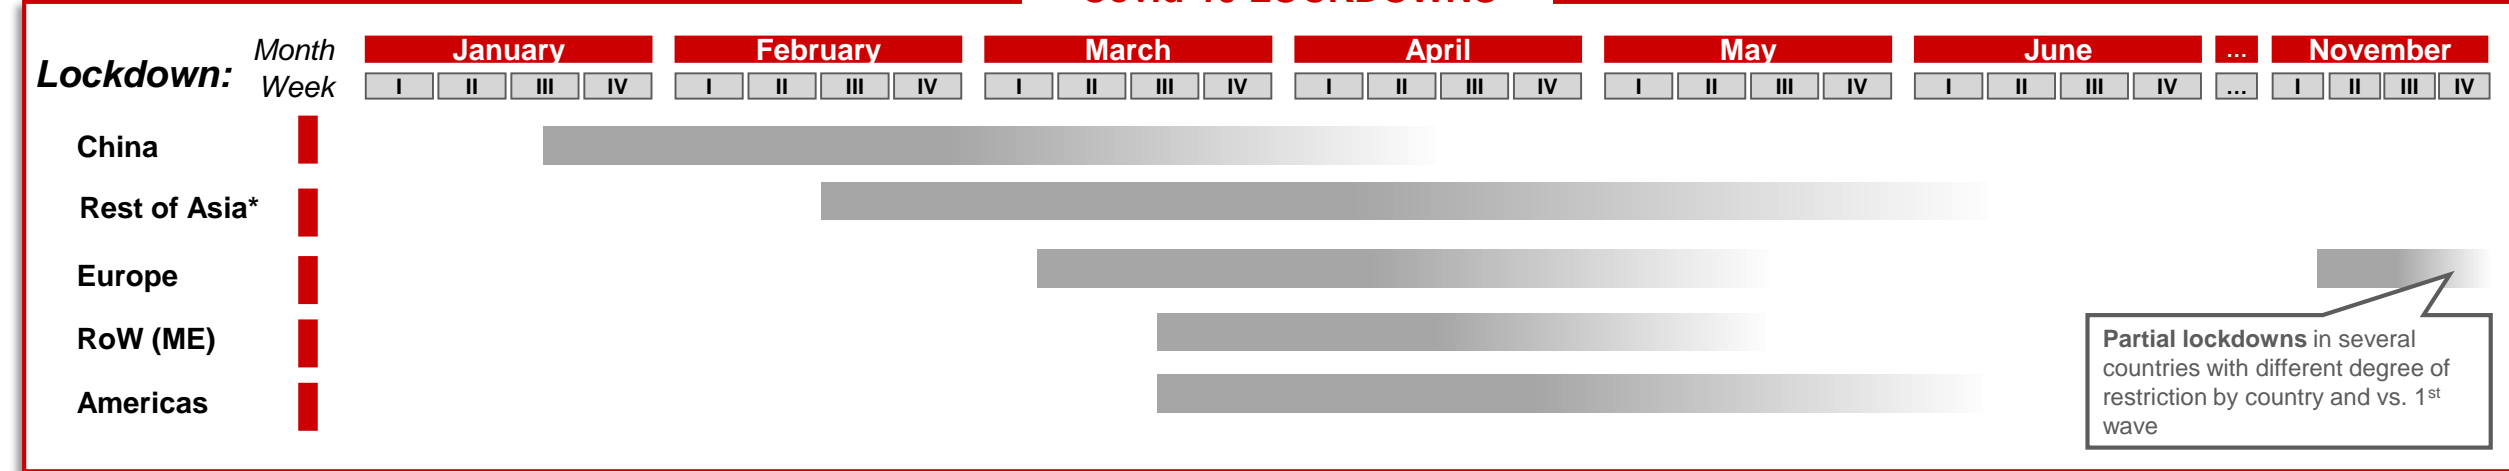 Lockdown:
Month January February March April May June ... November
Week I II III IV I II III IV I II III IV I II III IV I II III IV I II III IV ... I II III IV
China
Rest of Asia*
Europe
RoW (ME)
Americas
Partial lockdowns in several
countries with different degree of
restriction by country and vs. 1st
wave